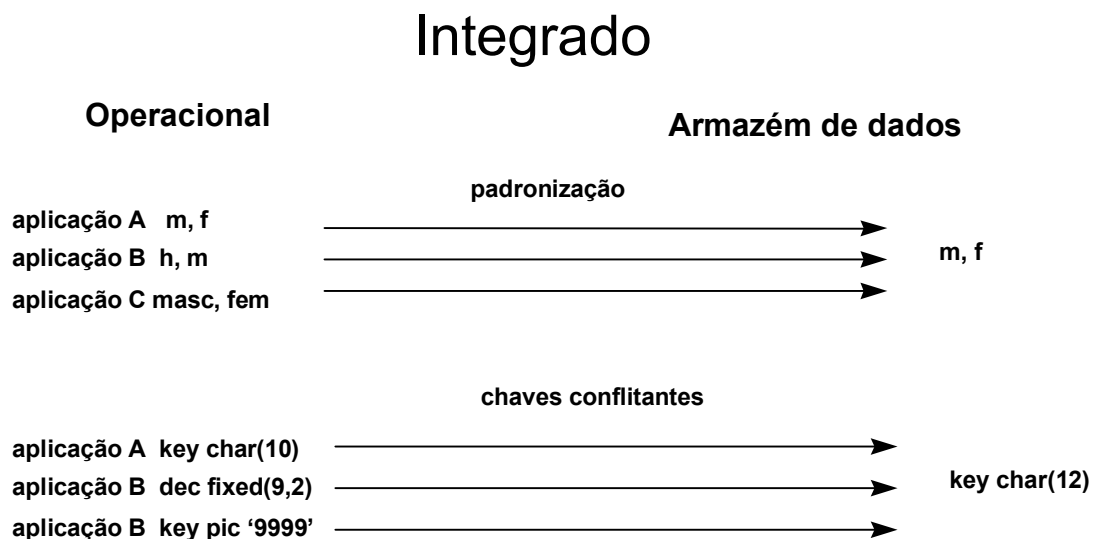 Integrado
Operacional
Armazém de dados
padronização
aplicação A m, f
aplicação B h, m
aplicação C masc, fem
m, f
chaves conflitantes
aplicação A key char(10)
aplicação B dec fixed(9,2)
aplicação B key pic ‘9999’
key char(12)